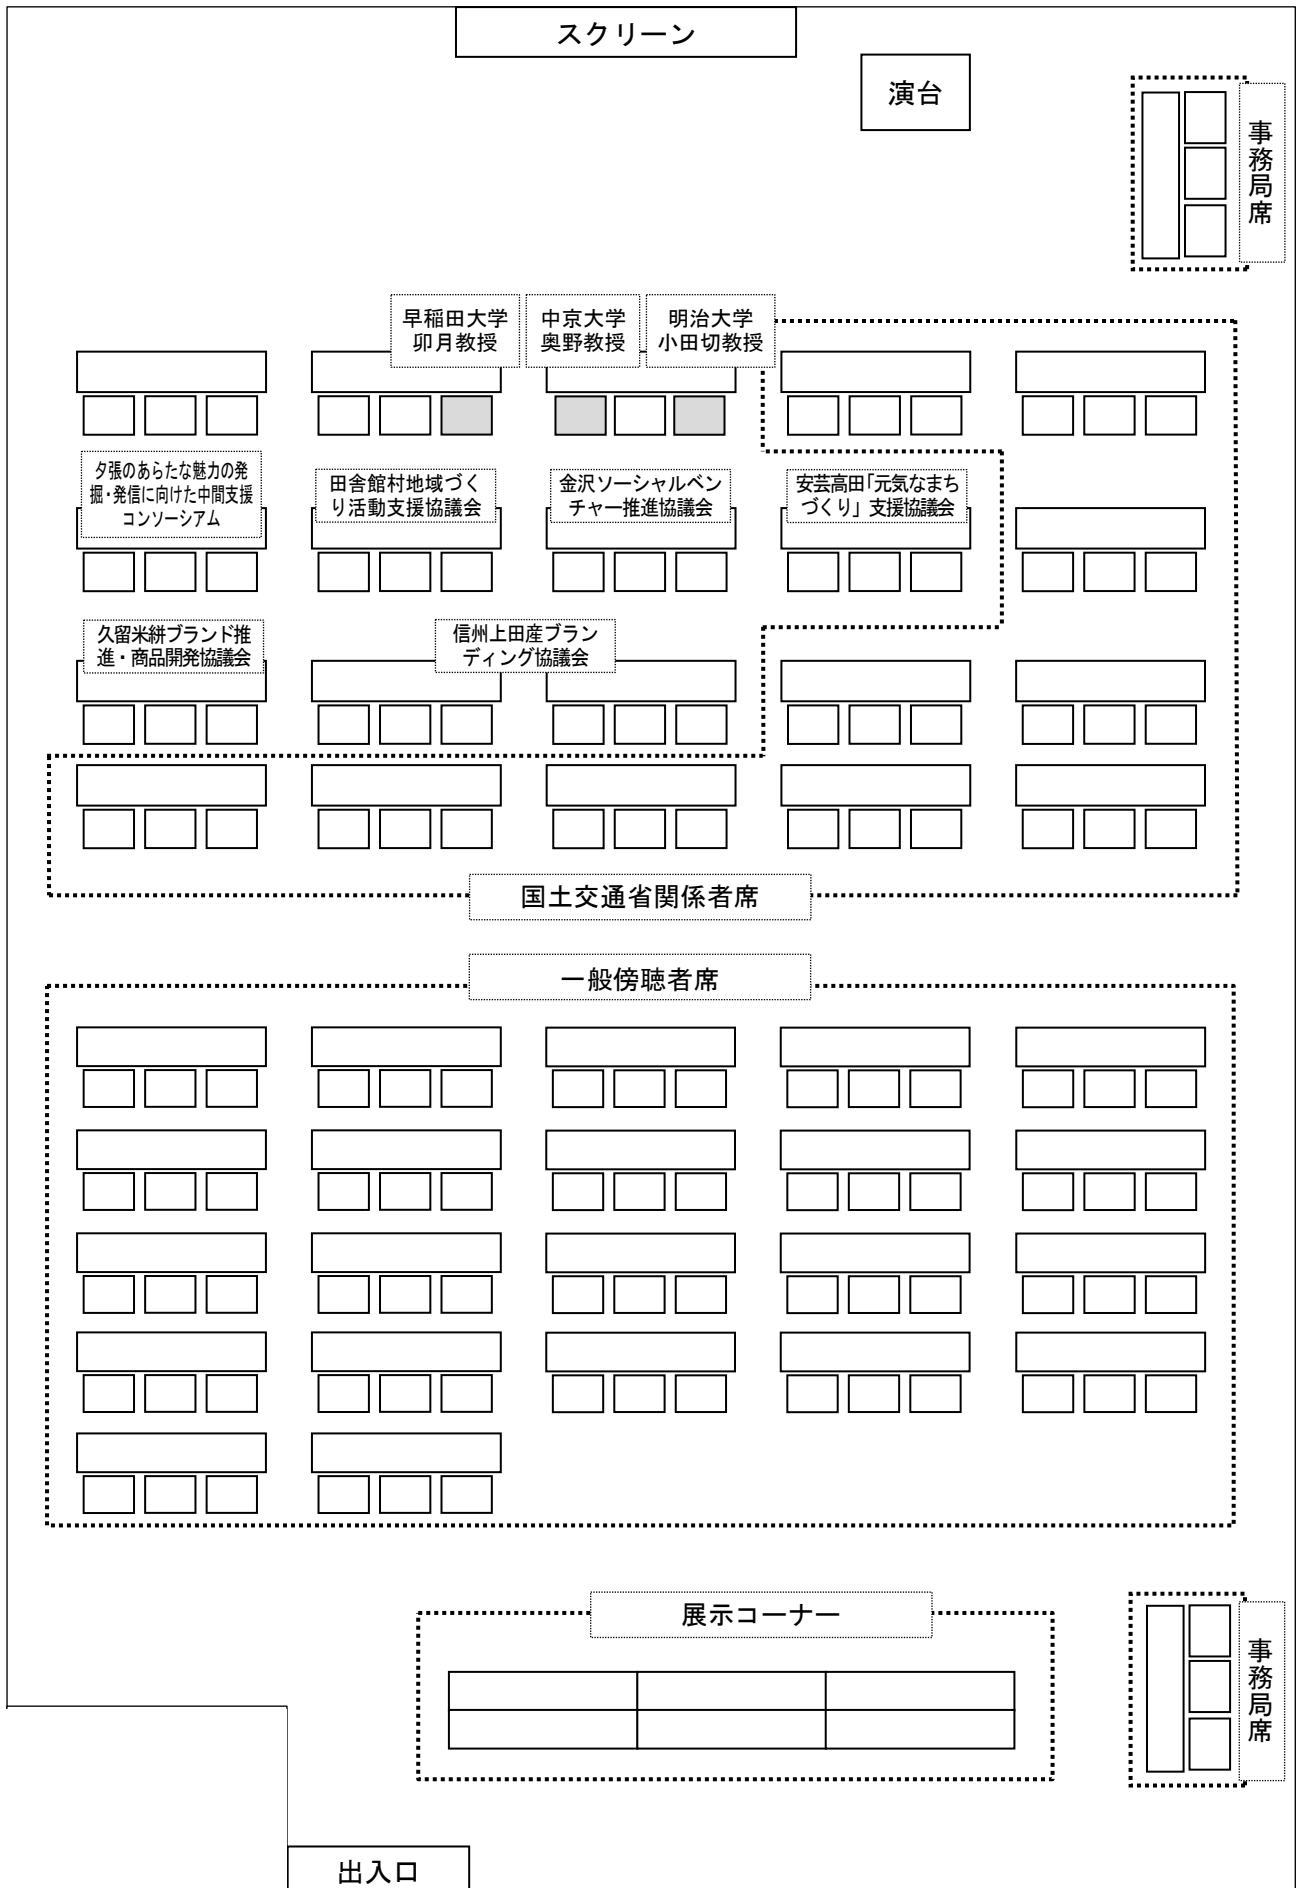 スクリーン
演台
事務局席
早稲田大学
卯月教授
中京大学
奥野教授
明治大学
小田切教授
夕張のあらたな魅力の発
掘・発信に向けた中間支援
コンソーシアム
田舎館村地域づく
り活動支援協議会
金沢ソーシャルベン
チャー推進協議会
安芸高田「元気なまち
づくり」支援協議会
久留米絣ブランド推
進・商品開発協議会
信州上田産ブラン
ディング協議会
国土交通省関係者席
一般傍聴者席
展示コーナー
事務局席
出入口